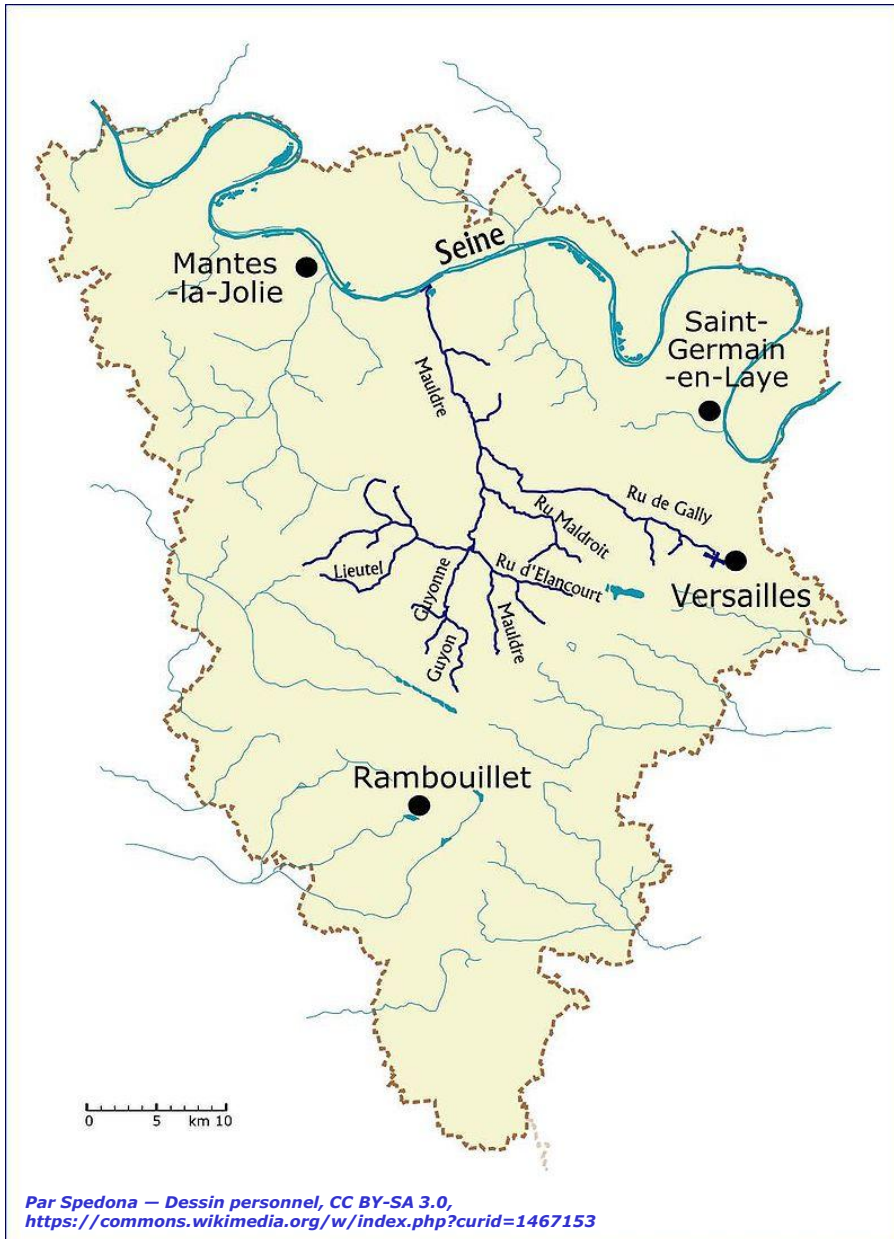 Seine
Mantes
-la-Jolie
Saint-
Germain
-en-Laye
Mauldre
Ru de Gally
Ru Maldroit
Lieutel
Guyonne
Ru d'Elancourt
Versailles
Mauldre
Guyon
Rambouillet
0 5 km 10
Par Spedona — Dessin personnel, CC BY-SA 3.0,
https://commons.wikimedia.org/w/index.php?curid=1467153